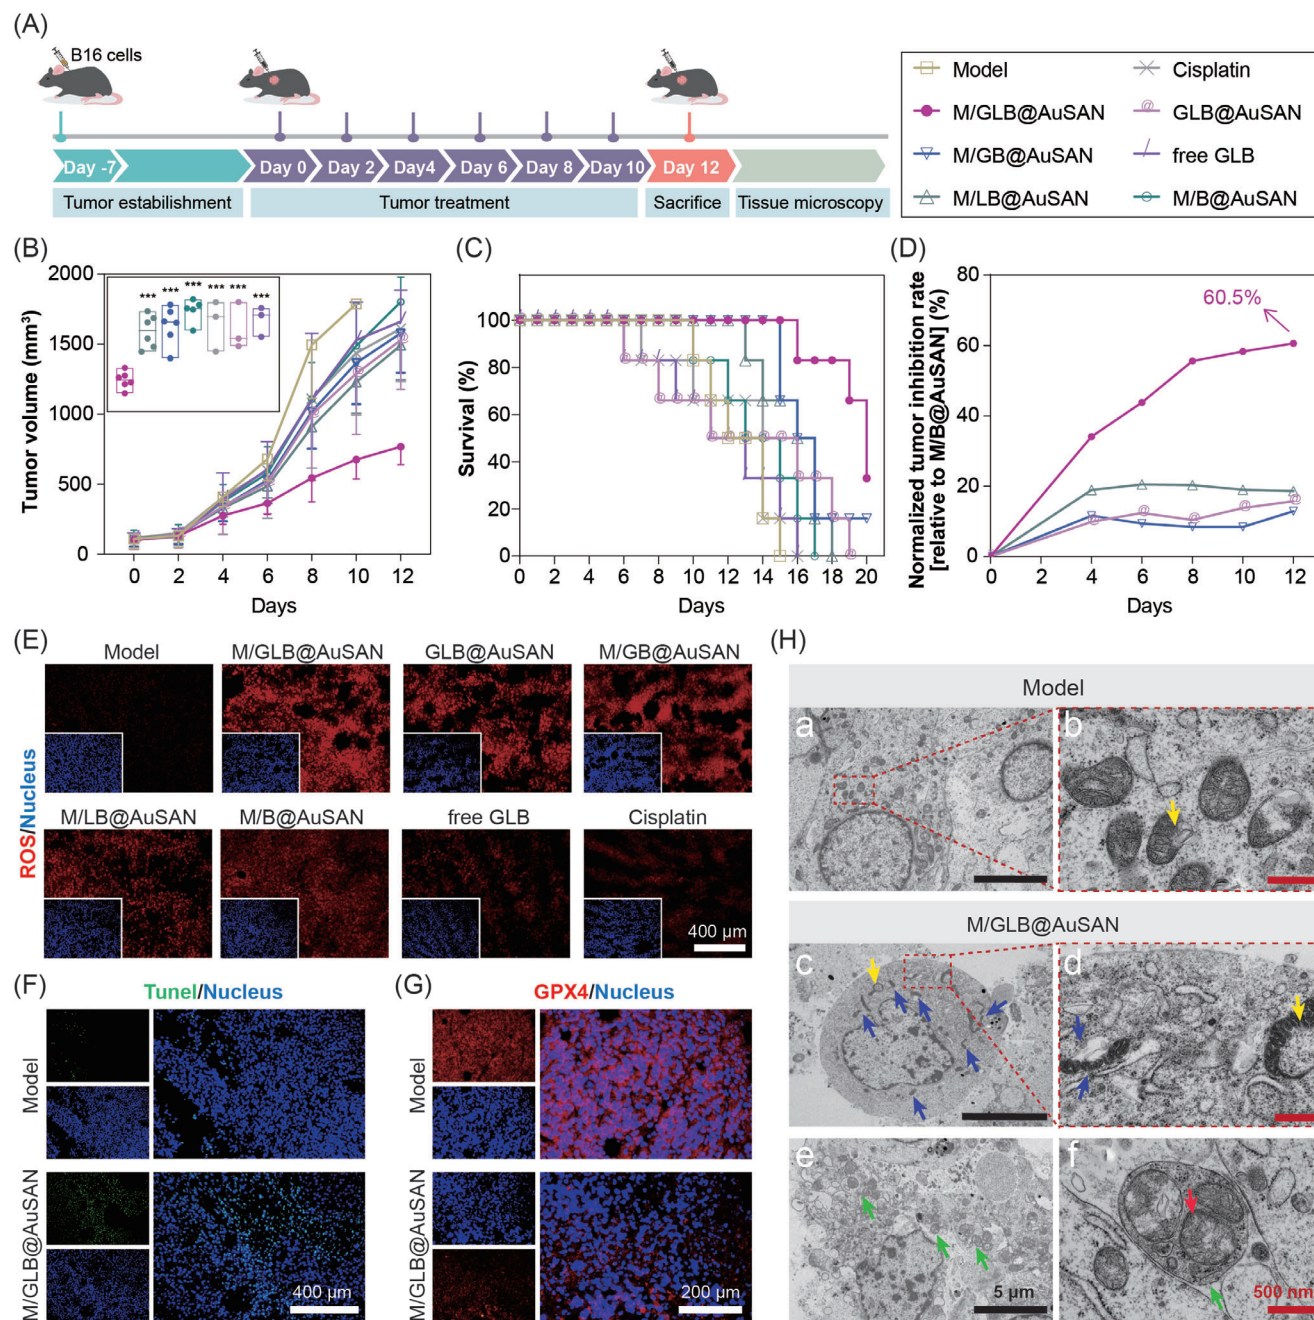 (A)
B16 cells
Day -7
Day 0
Day 2
Day4
Day 6
Day 8
Day 10
Day 12
Tumor estabilishment
Tumor treatment
Sacrifice
Tissue microscopy
Model
Cisplatin
M/GLB@AuSAN
GLB@AuSAN
M/GB@AuSAN
free GLB
M/LB@AuSAN
M/B@AuSAN
(B)
Tumor volume (mm³)
2000
1500
1000
500
0
*** *** *** *** *** ***
0 2 4 6 8 10 12
Days
(C)
Survival (%)
100
80
60
40
20
0
0 2 4 6 8 10 12 14 16 18 20
Days
(D)
Normalized tumor inhibition rate
[relative to M/B@AuSAN] (%)
80
60
40
20
0
60.5%
0 2 4 6 8 10 12
Days
(E)
ROS/Nucleus
Model
M/GLB@AuSAN
GLB@AuSAN
M/GB@AuSAN
M/LB@AuSAN
M/B@AuSAN
free GLB
Cisplatin
400 µm
(F)
Tunel/Nucleus
Model
M/GLB@AuSAN
400 µm
(G)
GPX4/Nucleus
Model
M/GLB@AuSAN
200 µm
(H)
Model
a
b
M/GLB@AuSAN
c
d
e
5 µm
f
500 nm